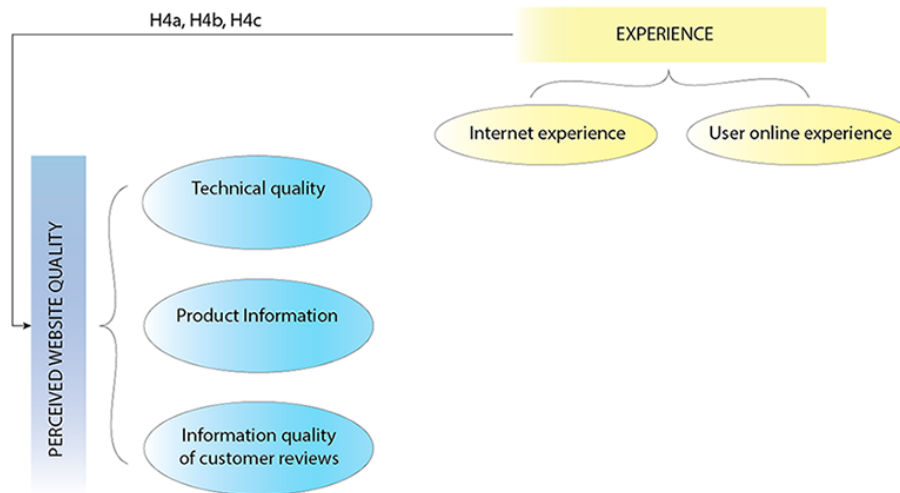 H4a, H4b, H4c
EXPERIENCE
Internet experience
User online experience
PERCEIVED WEBSITE QUALITY
Technical quality
Product Information
Information quality
of customer reviews